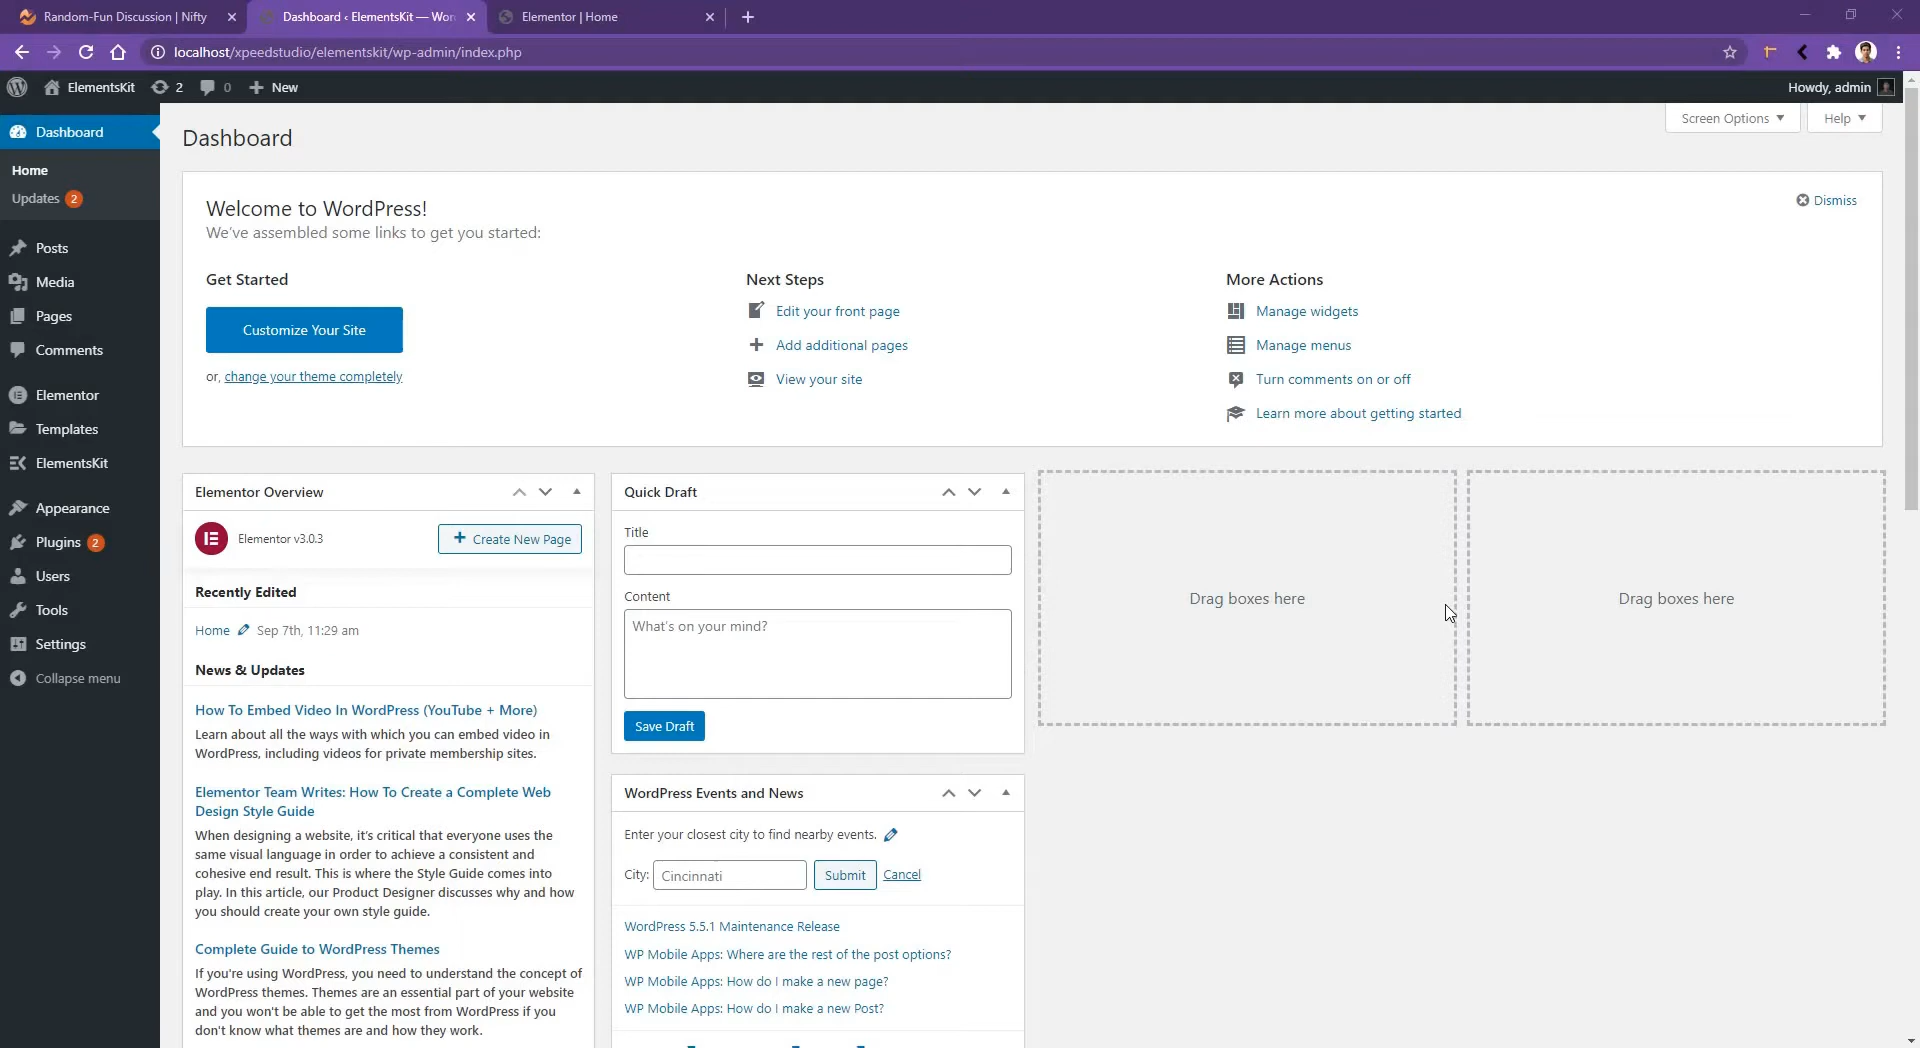 Random-Fun Discussion | Nifty
Dashboard ‹ ElementsKit — Wor
Elementor | Home
localhost/xpeedstudio/elementskit/wp-admin/index.php
ElementsKit
2
0
New
Howdy, admin
Dashboard
Home
Updates 2
Posts
Media
Pages
Comments
Elementor
Templates
ElementsKit
Appearance
Plugins 2
Users
Tools
Settings
Collapse menu
Dashboard
Screen Options
Help
Welcome to WordPress!
Dismiss
We've assembled some links to get you started:
Get Started
Customize Your Site
or, change your theme completely
Next Steps
Edit your front page
Add additional pages
View your site
More Actions
Manage widgets
Manage menus
Turn comments on or off
Learn more about getting started
Elementor Overview
Elementor v3.0.3
Create New Page
Recently Edited
Home Sep 7th, 11:29 am
News & Updates
How To Embed Video In WordPress (YouTube + More)
Learn about all the ways with which you can embed video in
WordPress, including videos for private membership sites.
Elementor Team Writes: How To Create a Complete Web
Design Style Guide
When designing a website, it's critical that everyone uses the
same visual language in order to achieve a consistent and
cohesive end result. This is where the Style Guide comes into
play. In this article, our Product Designer discusses why and how
you should create your own style guide.
Complete Guide to WordPress Themes
If you're using WordPress, you need to understand the concept of
WordPress themes. Themes are an essential part of your website
and you won't be able to get the most from WordPress if you
don't know what themes are and how they work.
Quick Draft
Title
Content
What's on your mind?
Save Draft
WordPress Events and News
Enter your closest city to find nearby events.
City: Cincinnati Submit Cancel
WordPress 5.5.1 Maintenance Release
WP Mobile Apps: Where are the rest of the post options?
WP Mobile Apps: How do I make a new page?
WP Mobile Apps: How do I make a new Post?
Drag boxes here
Drag boxes here